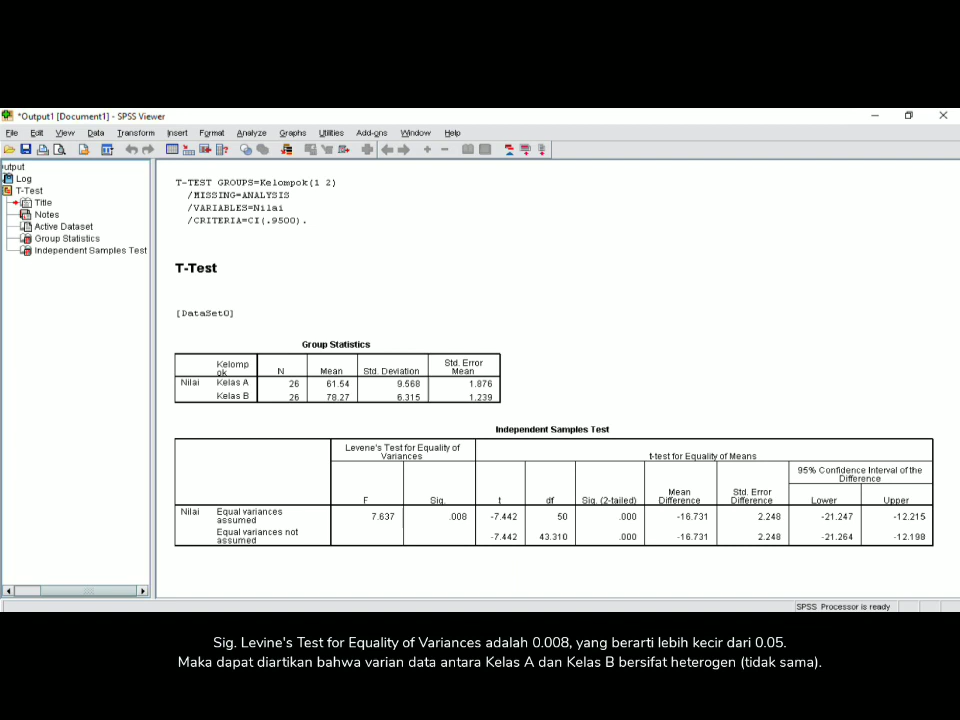 *Output1 [Document1] - SPSS Viewer
File Edit View Data Transform Insert Format Analyze Graphs Utilities Add-ons Window Help
utput
Log
T-Test
Title
Notes
Active Dataset
Group Statistics
Independent Samples Test
T-TEST GROUPS=Kelompok(1 2)
/MISSING=ANALYSIS
/VARIABLES=Nilai
/CRITERIA=CI(.9500).
T-Test
[DataSet0]
Group Statistics
Kelomp
ok N Mean Std. Deviation Std. Error
Mean
Nilai Kelas A 26 61.54 9.568 1.876
Kelas B 26 78.27 6.315 1.239
Independent Samples Test
Levene's Test for Equality of
Variances
t-test for Equality of Means
95% Confidence Interval of the
Difference
F Sig. t df Sig. (2-tailed) Mean
Difference Std. Error
Difference Lower Upper
Nilai Equal variances
assumed 7.637 .008 -7.442 50 .000 -16.731 2.248 -21.247 -12.215
Equal variances not
assumed -7.442 43.310 .000 -16.731 2.248 -21.264 -12.198
SPSS Processor is ready
Sig. Levine's Test for Equality of Variances adalah 0.008, yang berarti lebih kecir dari 0.05.
Maka dapat diartikan bahwa varian data antara Kelas A dan Kelas B bersifat heterogen (tidak sama).